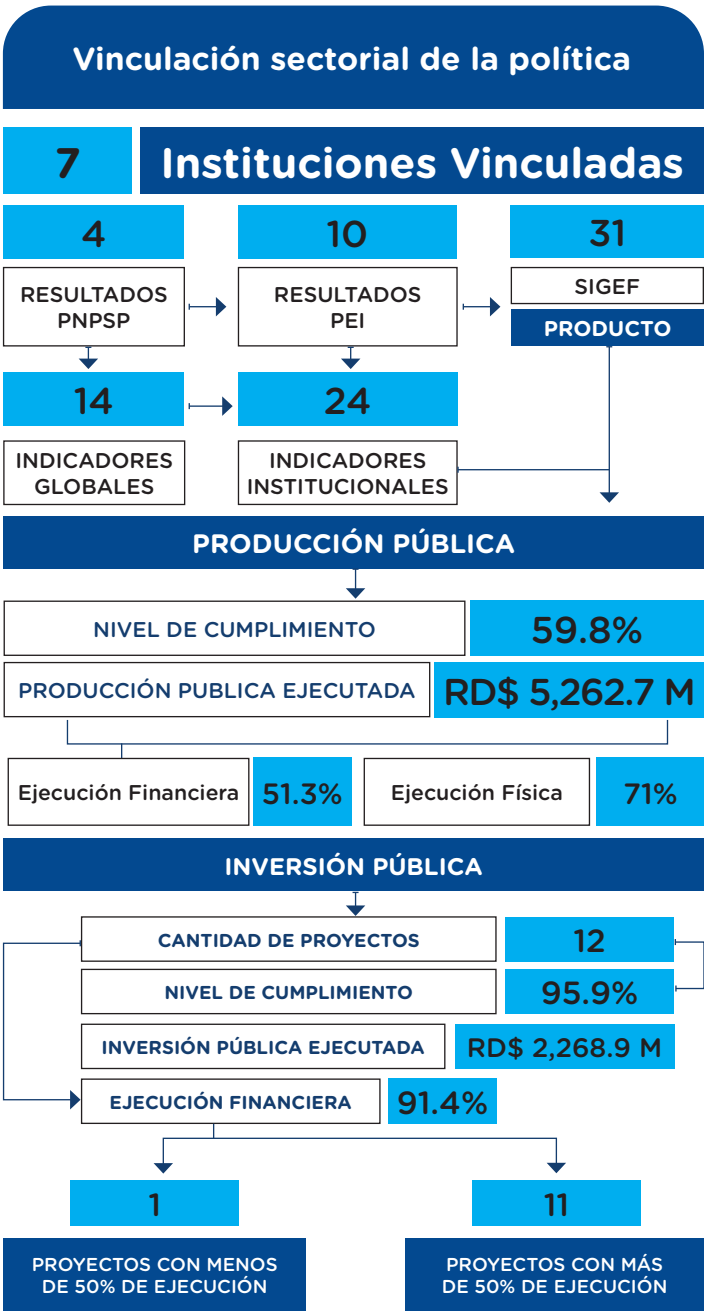 Vinculación sectorial de la política
7
Instituciones Vinculadas
4
10
31
RESULTADOS
PNPSP
RESULTADOS
PEI
SIGEF
PRODUCTO
14
24
INDICADORES
GLOBALES
INDICADORES
INSTITUCIONALES
PRODUCCIÓN PÚBLICA
NIVEL DE CUMPLIMIENTO
59.8%
PRODUCCIÓN PUBLICA EJECUTADA
RD$ 5,262.7 M
Ejecución Financiera
51.3%
Ejecución Física
71%
INVERSIÓN PÚBLICA
CANTIDAD DE PROYECTOS
12
NIVEL DE CUMPLIMIENTO
95.9%
INVERSIÓN PÚBLICA EJECUTADA
RD$ 2,268.9 M
EJECUCIÓN FINANCIERA
91.4%
1
11
PROYECTOS CON MENOS
DE 50% DE EJECUCIÓN
PROYECTOS CON MÁS
DE 50% DE EJECUCIÓN